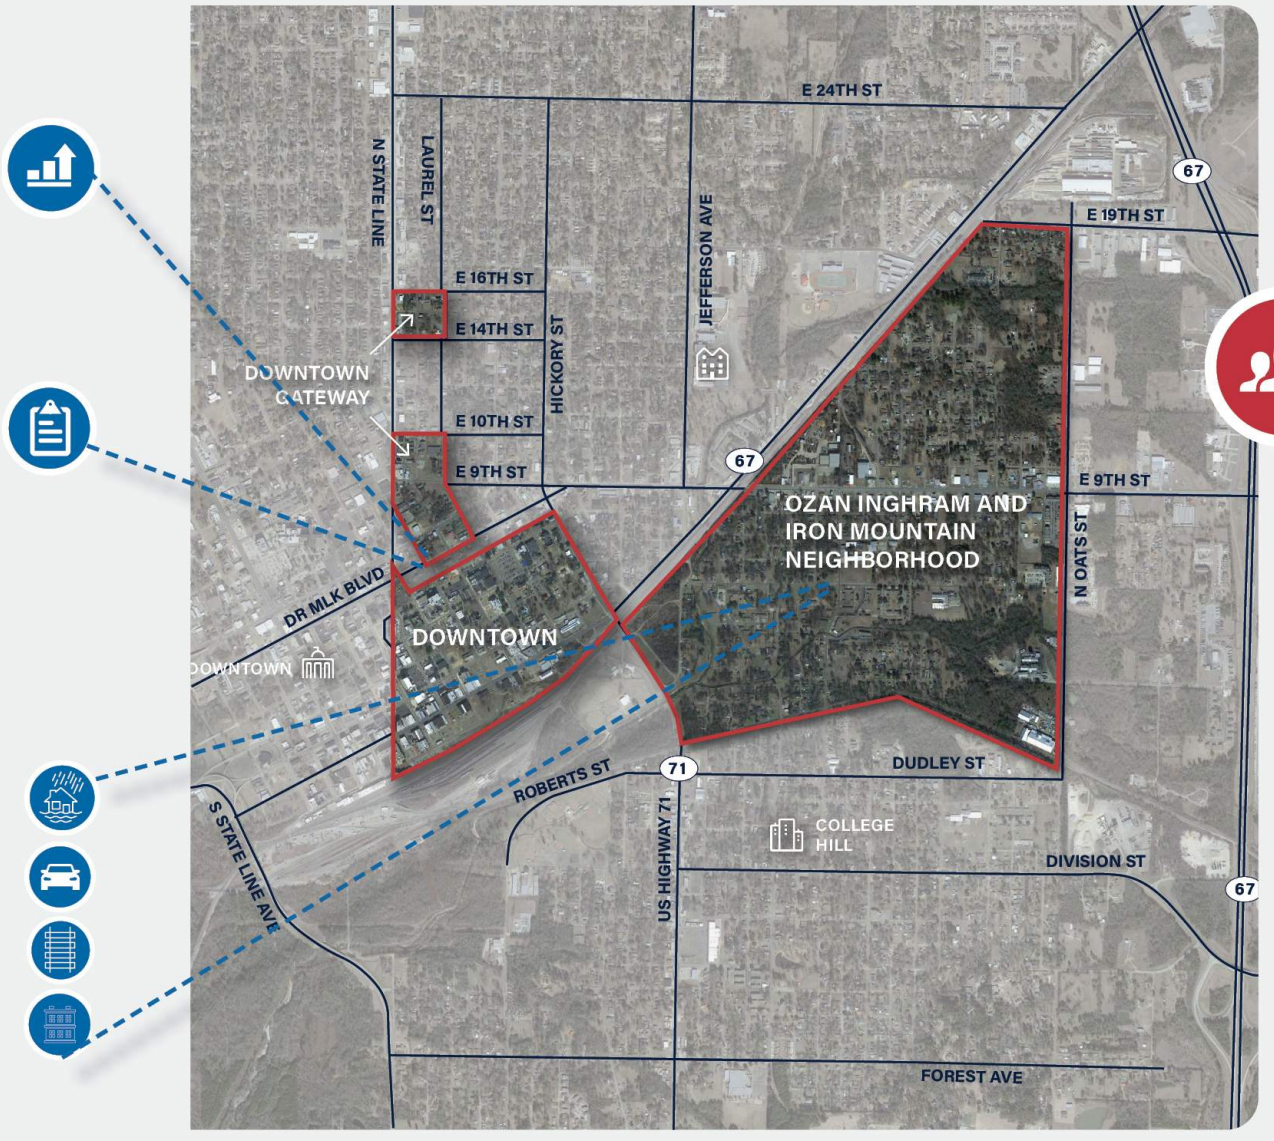 E 24TH ST
N STATE LINE
LAUREL ST
67
E 19TH ST
JEFFERSON AVE
E 16TH ST
E 14TH ST
HICKORY ST
DOWNTOWN
GATEWAY
E 10TH ST
E 9TH ST
67
E 9TH ST
OZAN INGHRAM AND
IRON MOUNTAIN
NEIGHBORHOOD
N OATS ST
DR MLK BLVD
DOWNTOWN
DOWNTOWN
71
DUDLEY ST
ROBERTS ST
S STATE LINE AVE
US HIGHWAY 71
COLLEGE
HILL
DIVISION ST
67
FOREST AVE